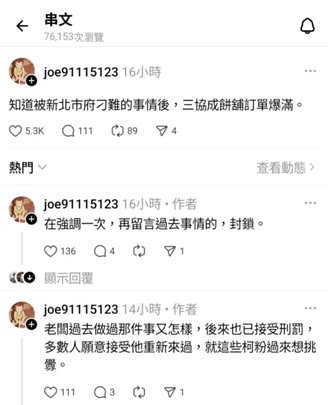 串文
76,153次瀏覽
joe91115123 16小時
知道被新北市府刁難的事情後，三協成餅舖訂單爆滿。
5.3K 111 89 4
熱門 查看動態
joe91115123 16小時・作者
在強調一次，再留言過去事情的，封鎖。
136 4 1
顯示回覆
joe91115123 14小時・作者
老闆過去做過那件事又怎樣，後來也已接受刑罰，
多數人願意接受他重新來過，就這些柯粉過來想挑
釁。
111 3 1